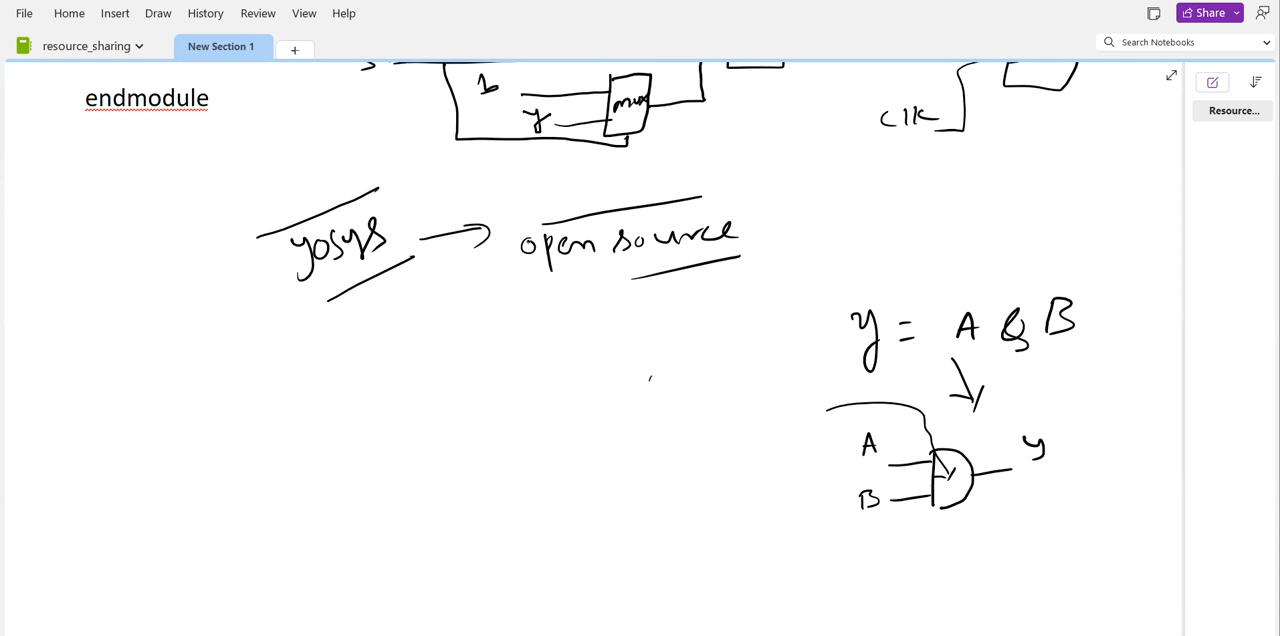 File Home Insert Draw History Review View Help
Share
resource_sharing
New Section 1
+
Search Notebooks
endmodule
1
mux
y
clk
Resource...
yosys → open source
y = A & B
A
y
B